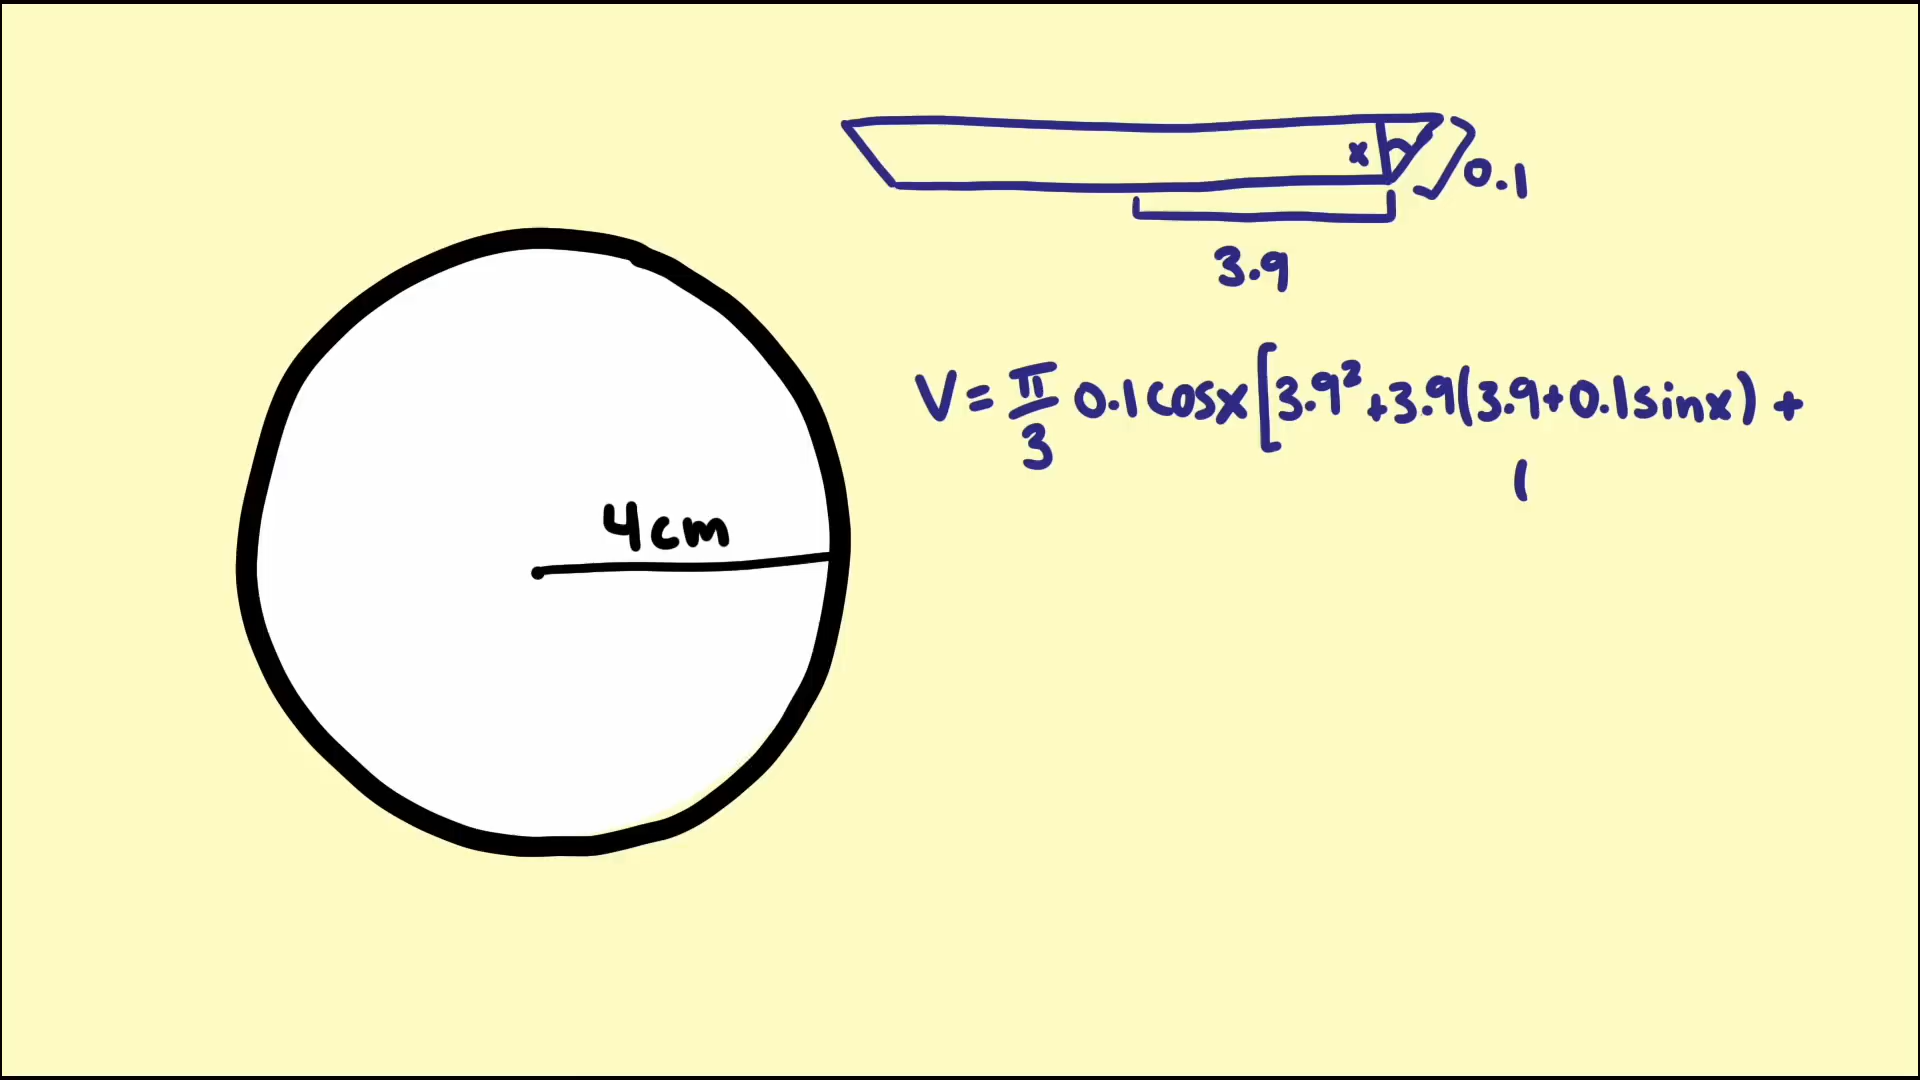 x
0.1
3.9
V = π/3 0.1cosx [3.9² + 3.9(3.9+0.1sinx) +
(
4cm